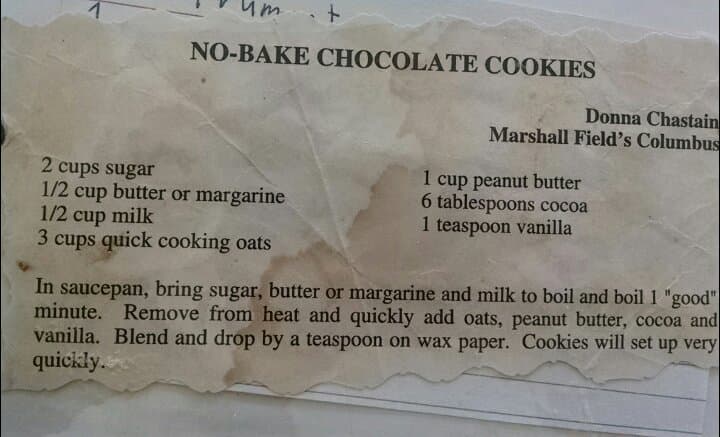 NO-BAKE CHOCOLATE COOKIES
Donna Chastain
Marshall Field's Columbus
2 cups sugar
1/2 cup butter or margarine
1/2 cup milk
3 cups quick cooking oats
1 cup peanut butter
6 tablespoons cocoa
1 teaspoon vanilla
In saucepan, bring sugar, butter or margarine and milk to boil and boil 1 "good"
minute. Remove from heat and quickly add oats, peanut butter, cocoa and
vanilla. Blend and drop by a teaspoon on wax paper. Cookies will set up very
quickly.